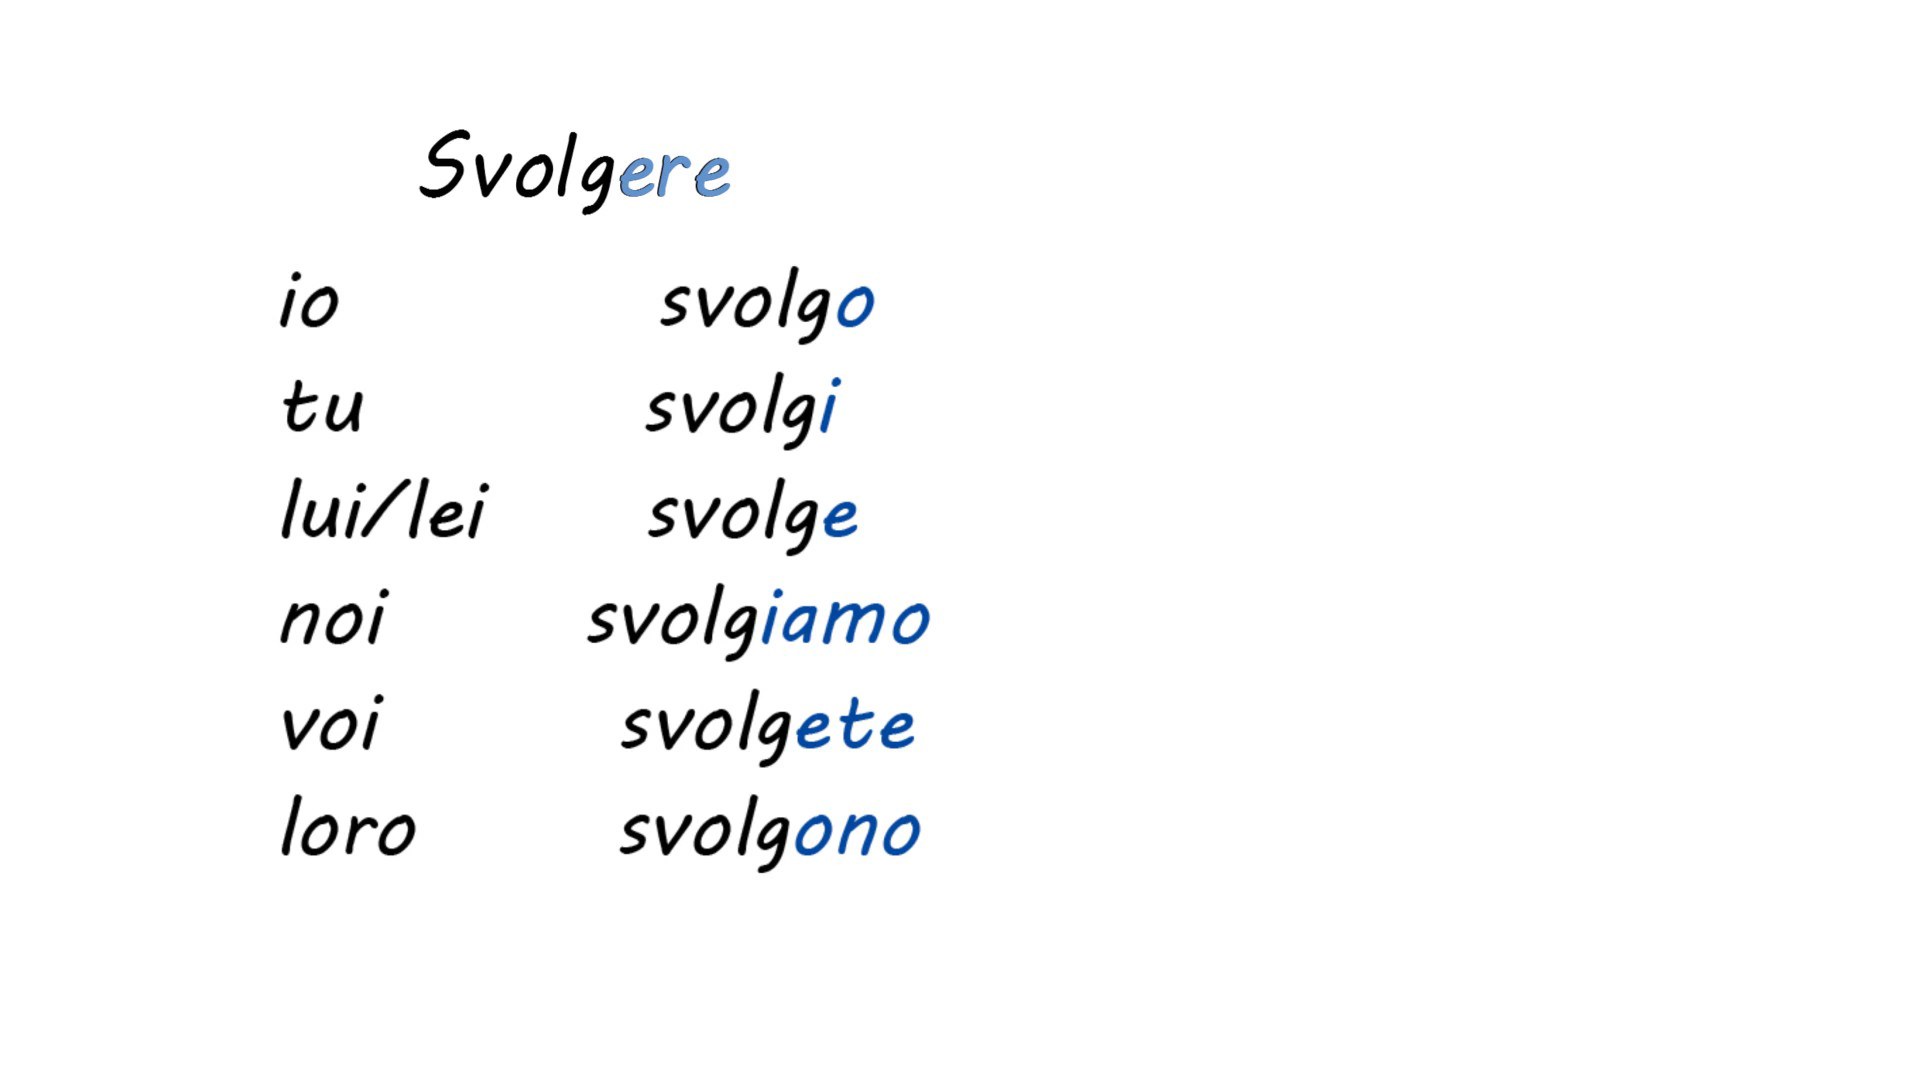 Svolgere
io svolgo
tu svolgi
lui/lei svolge
noi svolgiamo
voi svolgete
loro svolgono